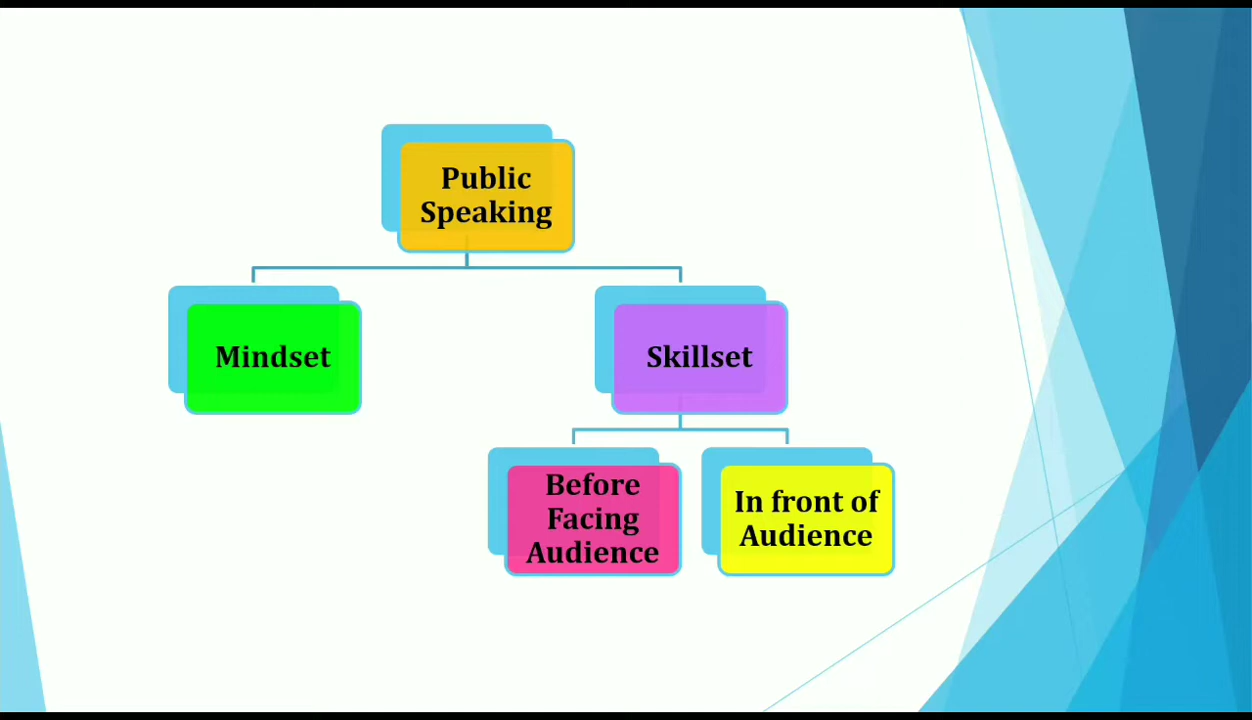 Public
Speaking
Mindset
Skillset
Before
Facing
Audience
In front of
Audience